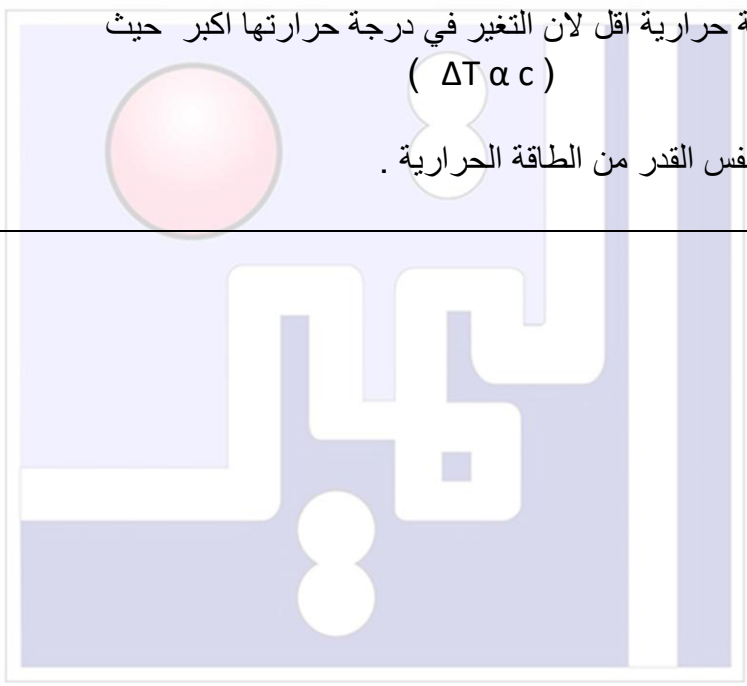 ة حرارية اقل لان التغير في درجة حرارتها اكبر حيث
( ΔT α c )
فس القدر من الطاقة الحرارية .